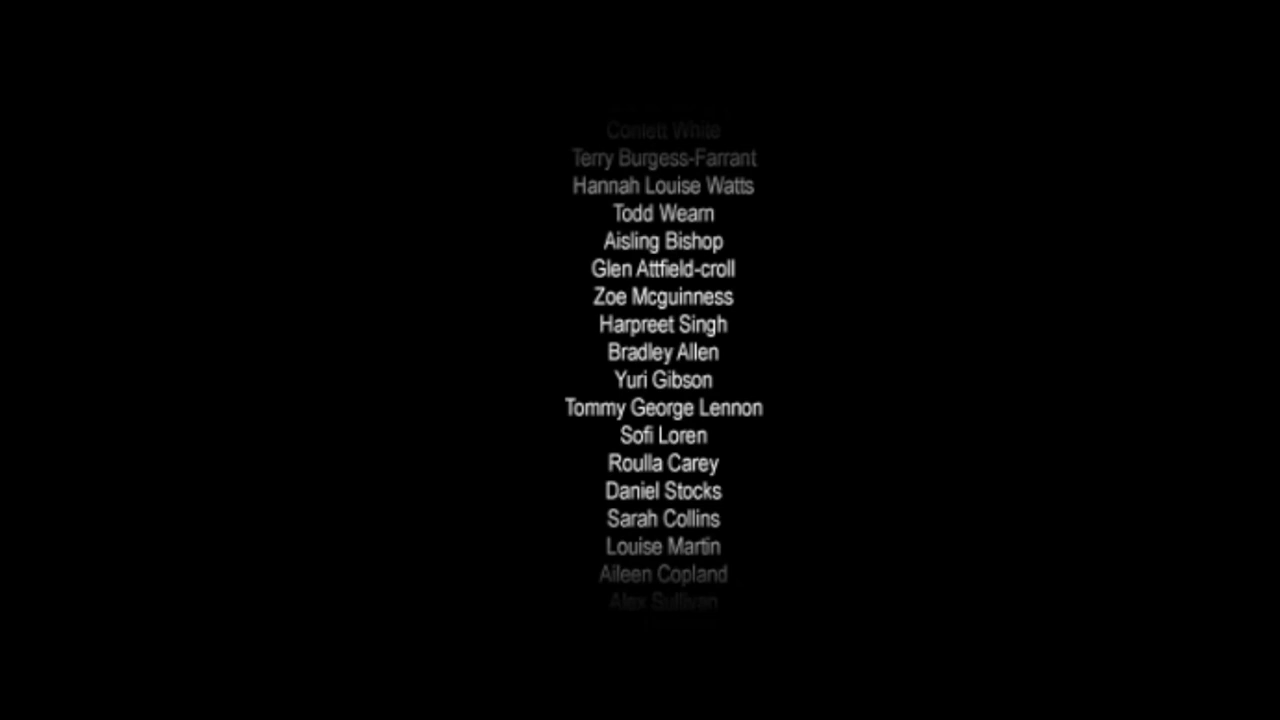 Conlett White
Terry Burgess-Farrant
Hannah Louise Watts
Todd Wearn
Aisling Bishop
Glen Attfield-croll
Zoe Mcguinness
Harpreet Singh
Bradley Allen
Yuri Gibson
Tommy George Lennon
Sofi Loren
Roulla Carey
Daniel Stocks
Sarah Collins
Louise Martin
Aileen Copland
Alex Sullivan